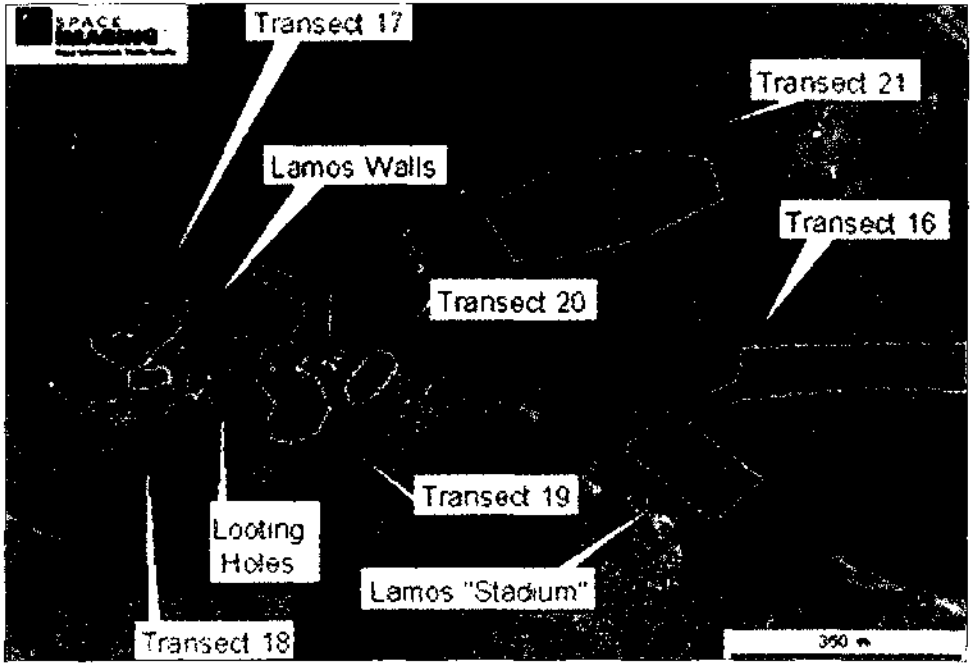 SPACE
IMAGING
Transect 17
Transect 21
Lamos Walls
Transect 16
Transect 20
Transect 19
Looting
Holes
Lamos "Stadium"
Transect 18
350 m